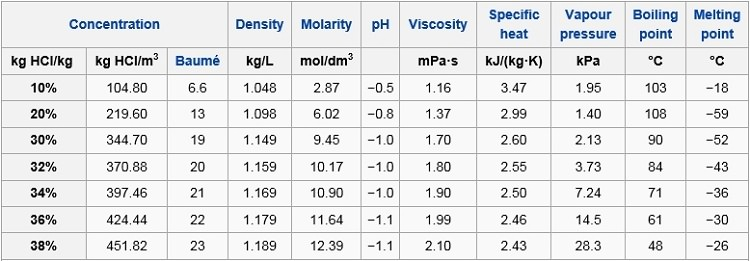 Concentration Density Molarity pH Viscosity Specific heat Vapour pressure Boiling point Melting point
kg HCl/kg kg HCl/m3 Baumé kg/L mol/dm3 mPa·s kJ/(kg·K) kPa °C °C
10% 104.80 6.6 1.048 2.87 −0.5 1.16 3.47 1.95 103 −18
20% 219.60 13 1.098 6.02 −0.8 1.37 2.99 1.40 108 −59
30% 344.70 19 1.149 9.45 −1.0 1.70 2.60 2.13 90 −52
32% 370.88 20 1.159 10.17 −1.0 1.80 2.55 3.73 84 −43
34% 397.46 21 1.169 10.90 −1.0 1.90 2.50 7.24 71 −36
36% 424.44 22 1.179 11.64 −1.1 1.99 2.46 14.5 61 −30
38% 451.82 23 1.189 12.39 −1.1 2.10 2.43 28.3 48 −26